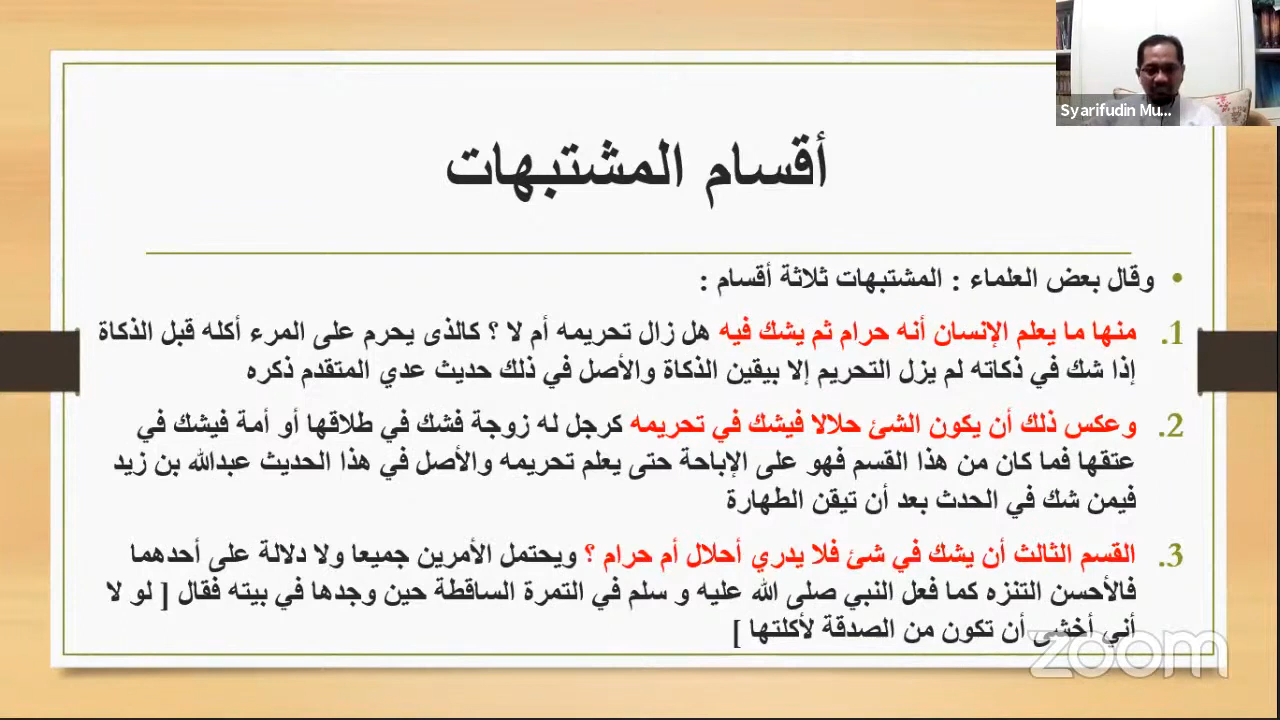 Syarifudin Mu...
أقسام المشتبهات
• وقال بعض العلماء : المشتبهات ثلاثة أقسام :
1. منها ما يعلم الإنسان أنه حرام ثم يشك فيه هل زال تحريمه أم لا ؟ كالذى يحرم على المرء أكله قبل الذكاة
إذا شك في ذكاته لم يزل التحريم إلا بيقين الذكاة والأصل في ذلك حديث عدي المتقدم ذكره
2. وعكس ذلك أن يكون الشئ حلالا فيشك في تحريمه كرجل له زوجة فشك في طلاقها أو أمة فيشك في
عتقها فما كان من هذا القسم فهو على الإباحة حتى يعلم تحريمه والأصل في هذا الحديث عبدالله بن زيد
فيمن شك في الحدث بعد أن تيقن الطهارة
3. القسم الثالث أن يشك في شئ فلا يدري أحلال أم حرام ؟ ويحتمل الأمرين جميعا ولا دلالة على أحدهما
فالأحسن التنزه كما فعل النبي صلى الله عليه و سلم في التمرة الساقطة حين وجدها في بيته فقال [ لو لا
أني أخشى أن تكون من الصدقة لأكلتها ]
zoom